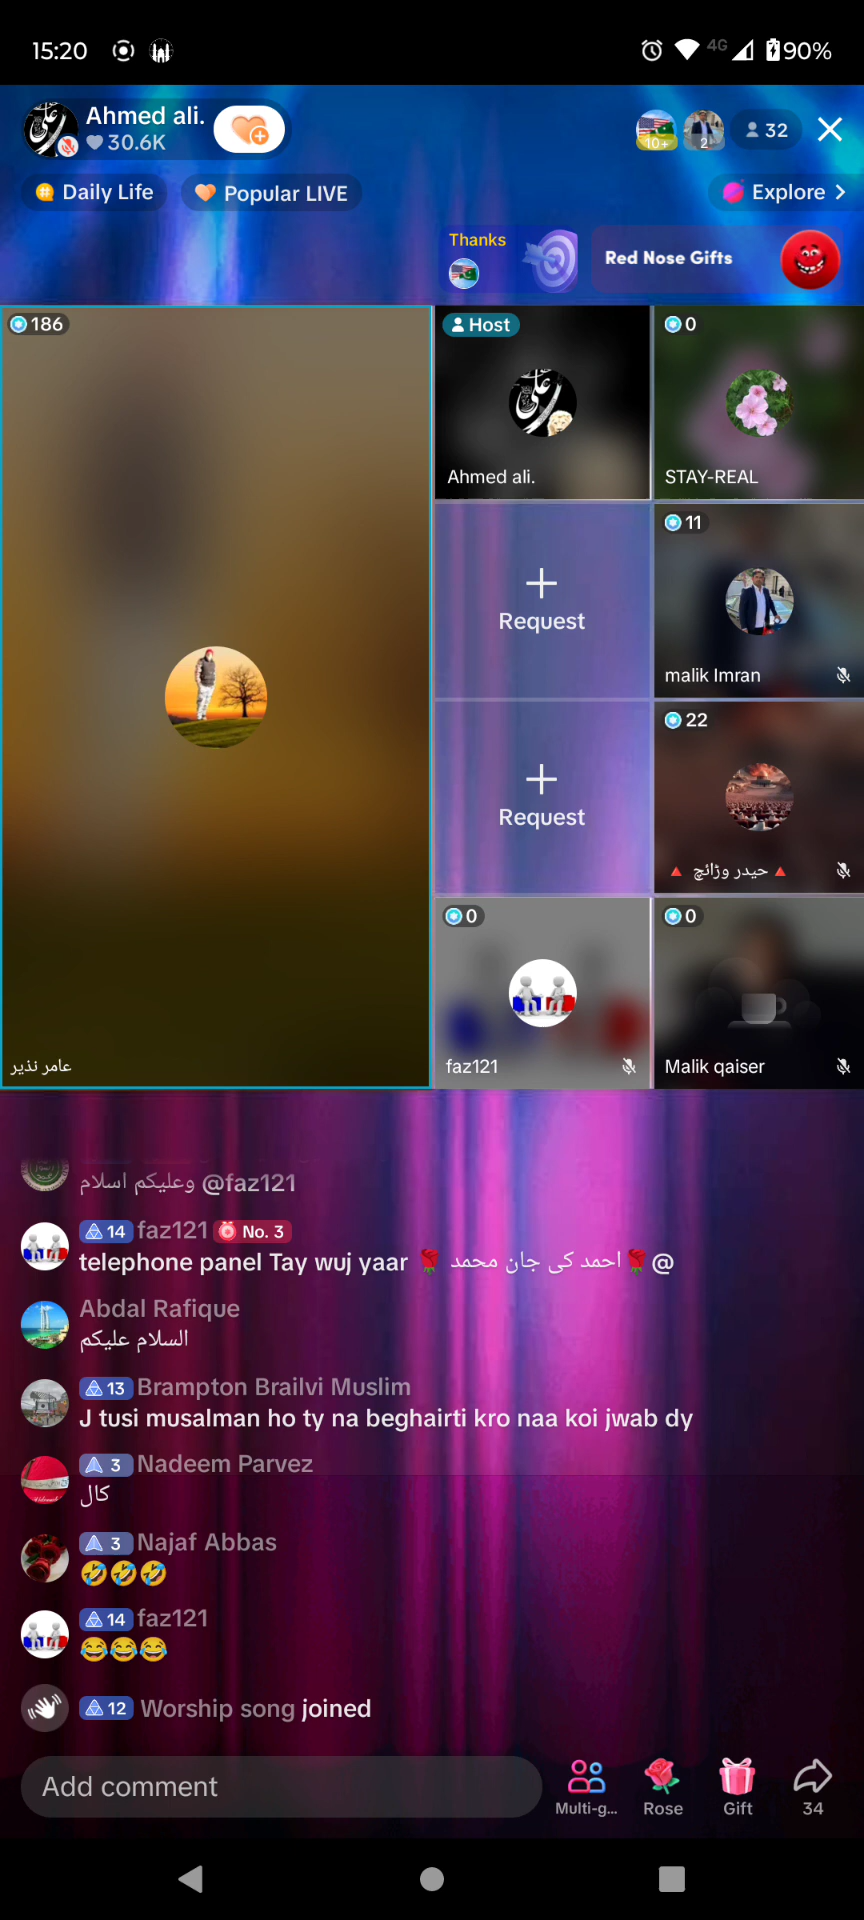 15:20
4G
90%
Ahmed ali.
30.6K
10+
2
32
Daily Life
Popular LIVE
Explore
Thanks
Red Nose Gifts
186
عامر نذیر
Host
علی
Ahmed ali.
0
STAY-REAL
Request
11
malik Imran
Request
22
🔺 حیدر وڑائچ 🔺
0
faz121
0
Malik qaiser
وعلیکم اسلام @faz121
14 faz121 No. 3
telephone panel Tay wuj yaar 🌹 احمد کی جان محمد 🌹@
Abdal Rafique
السلام علیکم
13 Brampton Brailvi Muslim
J tusi musalman ho ty na beghairti kro naa koi jwab dy
3 Nadeem Parvez
کال
3 Najaf Abbas
🤣🤣🤣
14 faz121
😂😂😂
12 Worship song joined
Add comment
Multi-g...
Rose
Gift
34